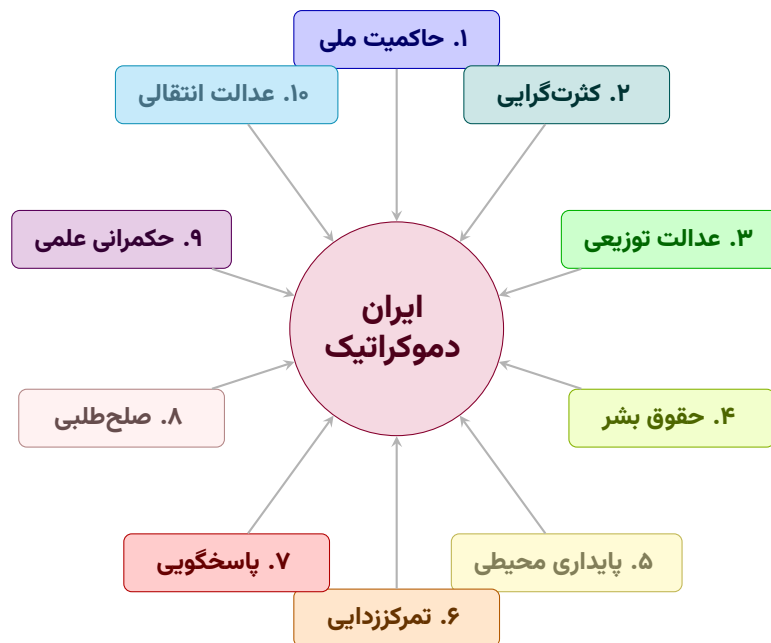 ۱. حاکمیت ملی
۲. کثرت‌گرایی
۳. عدالت توزیعی
۴. حقوق بشر
۵. پایداری محیطی
۶. تمرکززدایی
۷. پاسخگویی
۸. صلح‌طلبی
۹. حکمرانی علمی
۱۰. عدالت انتقالی
ایران
دموکراتیک